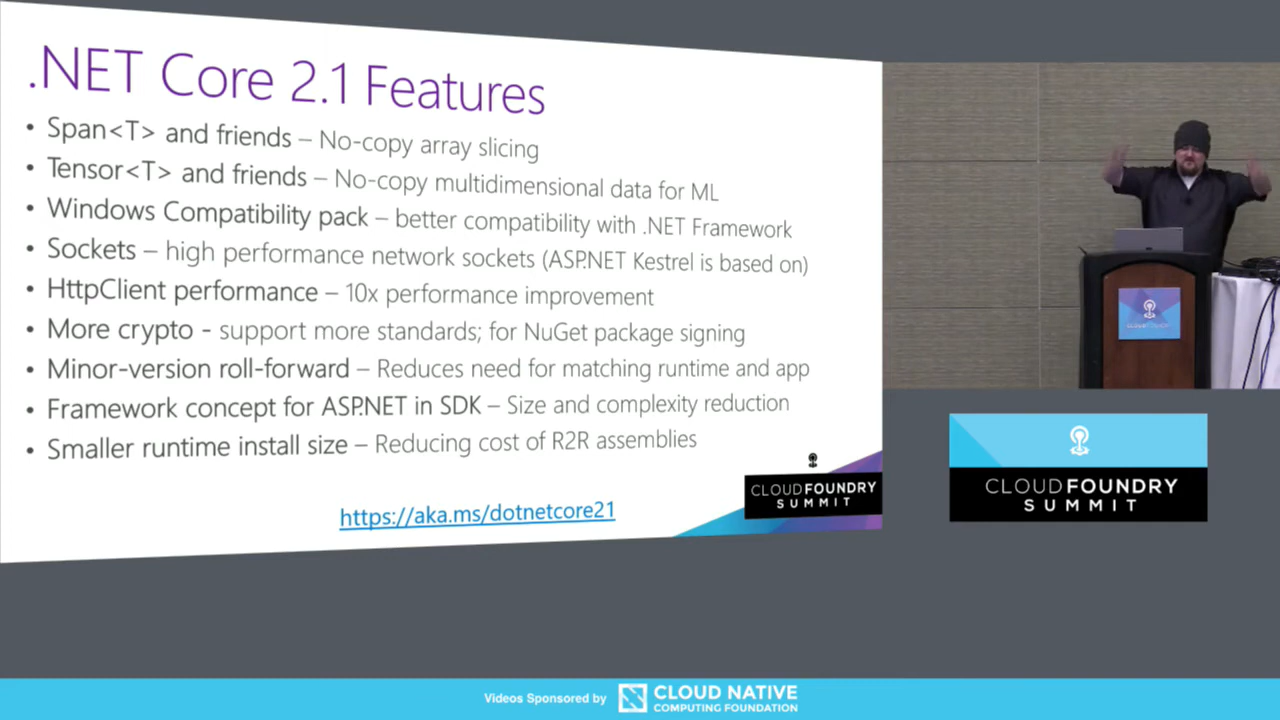 .NET Core 2.1 Features
• Span<T> and friends – No-copy array slicing
• Tensor<T> and friends – No-copy multidimensional data for ML
• Windows Compatibility pack – better compatibility with .NET Framework
• Sockets – high performance network sockets (ASP.NET Kestrel is based on)
• HttpClient performance – 10x performance improvement
• More crypto - support more standards; for NuGet package signing
• Minor-version roll-forward – Reduces need for matching runtime and app
• Framework concept for ASP.NET in SDK – Size and complexity reduction
• Smaller runtime install size – Reducing cost of R2R assemblies
https://aka.ms/dotnetcore21
CLOUDFOUNDRY
SUMMIT
CLOUDFOUNDRY
CLOUDFOUNDRY
SUMMIT
Videos Sponsored by
CLOUD NATIVE
COMPUTING FOUNDATION